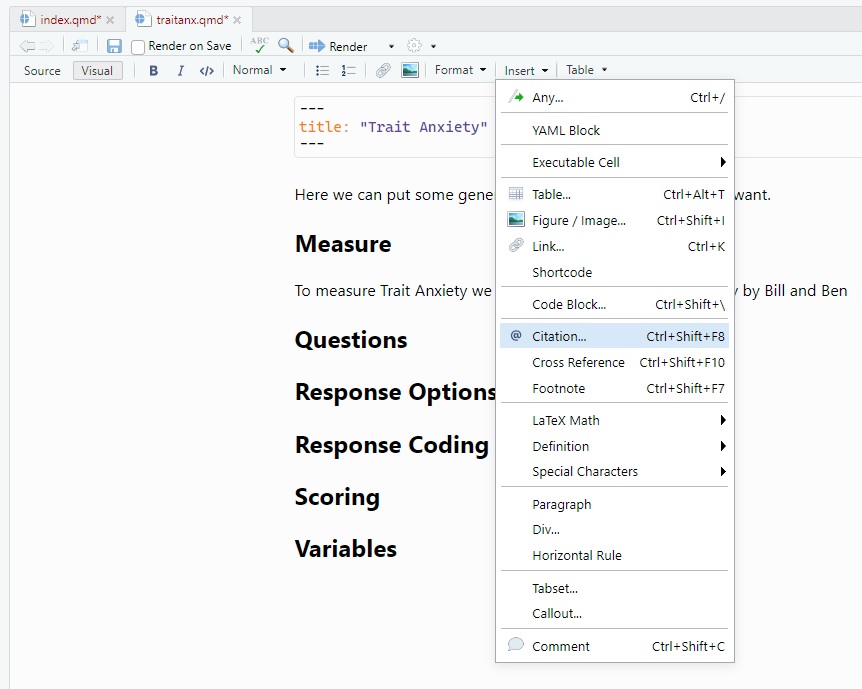 index.qmd* traitanx.qmd*
Render on Save ABC Render
Source Visual B I </> Normal Format Insert Table
---
title: "Trait Anxiety"
---
Any... Ctrl+/
YAML Block
Executable Cell
Table... Ctrl+Alt+T
Here we can put some gener want.
Figure / Image... Ctrl+Shift+I
Measure
Link... Ctrl+K
Shortcode
To measure Trait Anxiety we y by Bill and Ben
Code Block... Ctrl+Shift+\
Questions
@ Citation... Ctrl+Shift+F8
Cross Reference Ctrl+Shift+F10
Response Options
Footnote Ctrl+Shift+F7
LaTeX Math
Response Coding
Definition
Special Characters
Scoring
Paragraph
Div...
Variables
Horizontal Rule
Tabset...
Callout...
Comment Ctrl+Shift+C